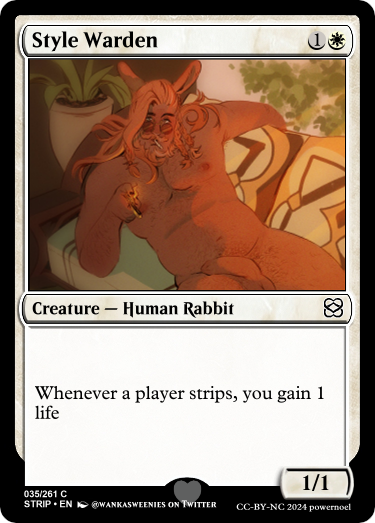 Style Warden
1
Creature — Human Rabbit
Whenever a player strips, you gain 1
life
1/1
035/261 C
STRIP • EN @WANKASWEENIES ON TWITTER
CC-BY-NC 2024 powernoel